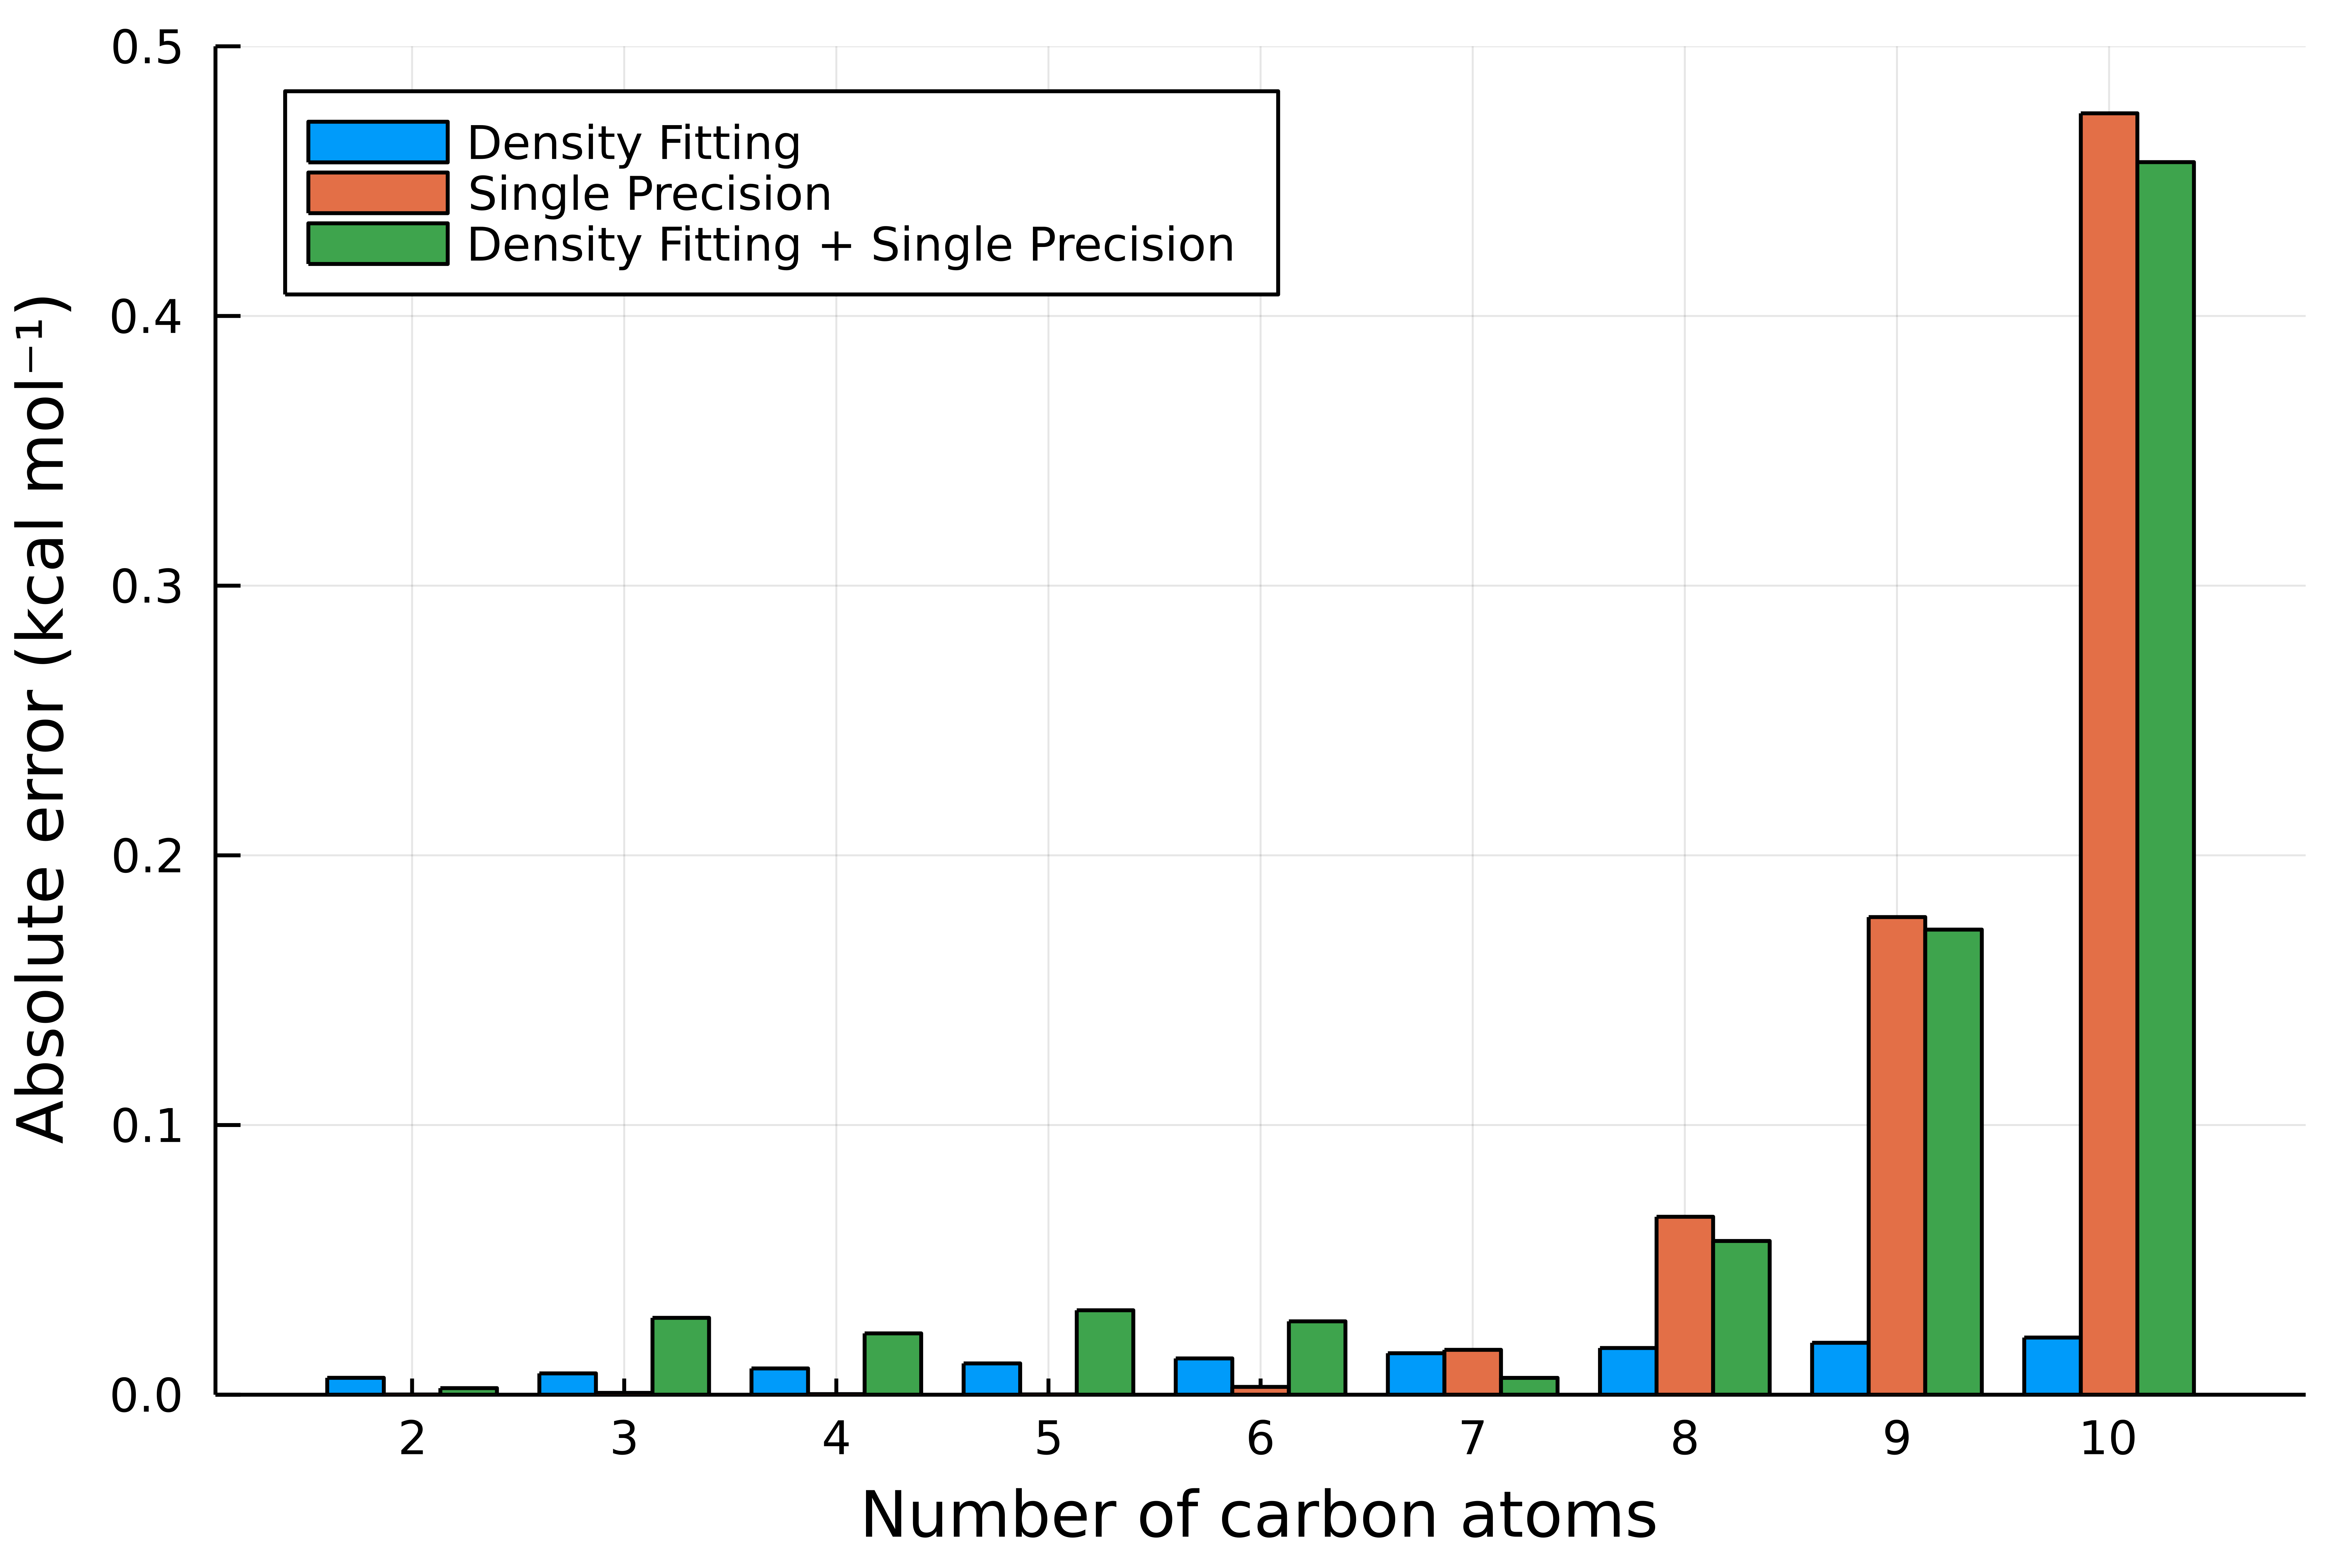 Density Fitting
Single Precision
Density Fitting + Single Precision
Absolute error (kcal mol⁻¹)
0.5
0.4
0.3
0.2
0.1
0.0
2 3 4 5 6 7 8 9 10
Number of carbon atoms